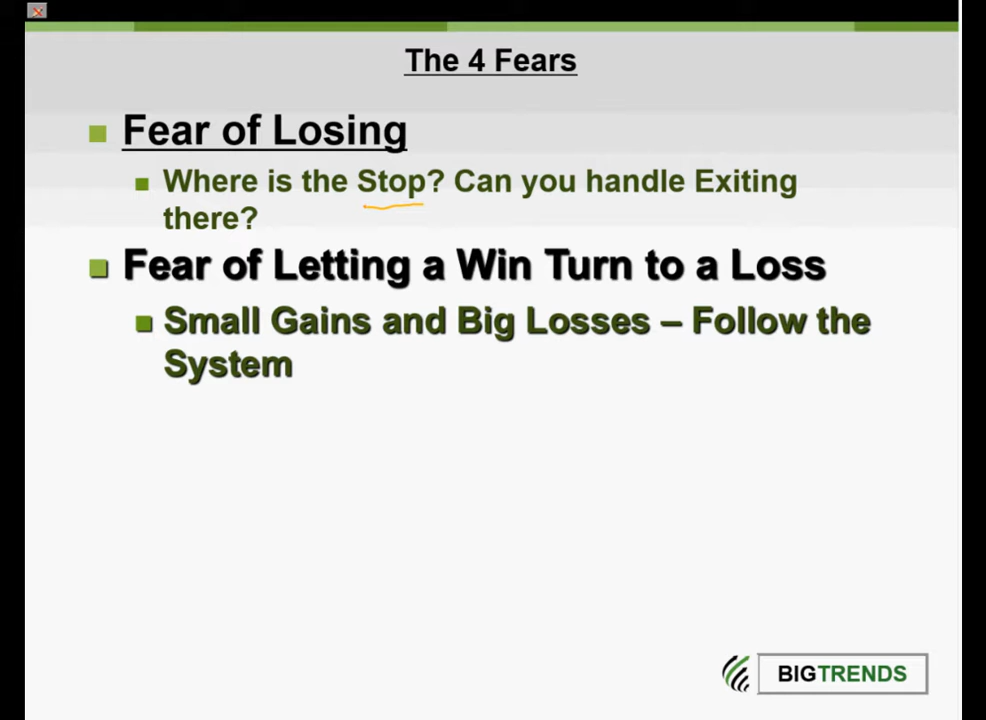 The 4 Fears
Fear of Losing
Where is the Stop? Can you handle Exiting
there?
Fear of Letting a Win Turn to a Loss
Small Gains and Big Losses – Follow the
System
BIGTRENDS